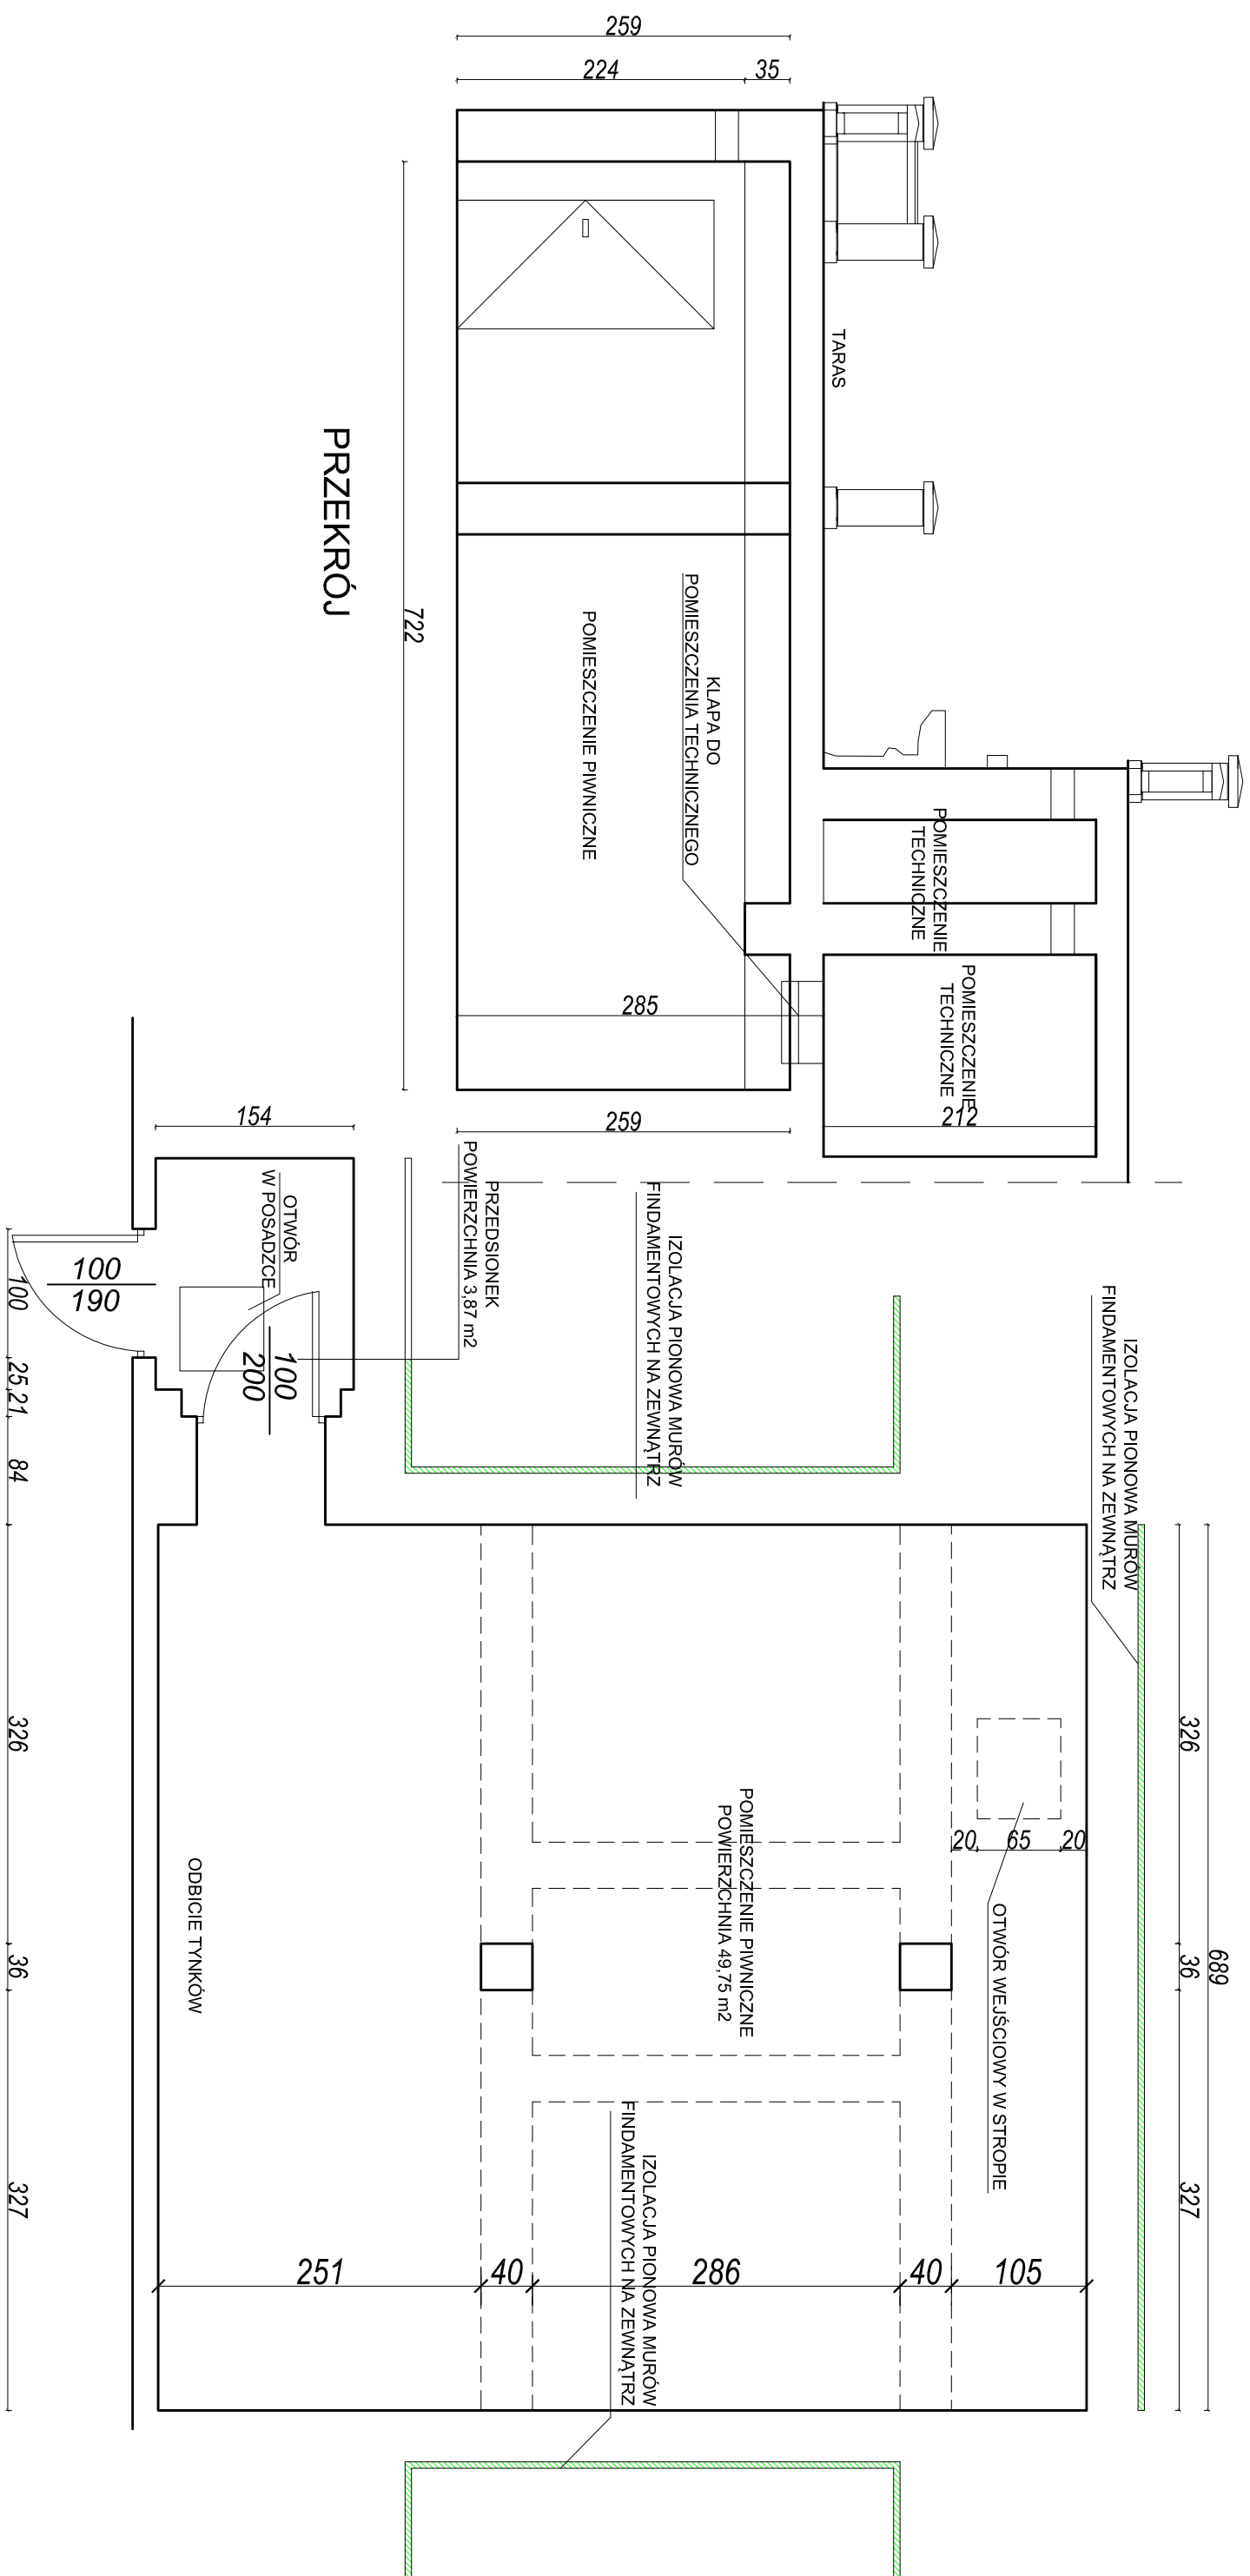 259
224
35
TARAS
PRZEKRÓJ
722
KLAPA DO
POMIESZCZENIA TECHNICZNEGO
POMIESZCZENIE PIWNICZNE
POMIESZCZENIE
TECHNICZNE
POMIESZCZENIE
TECHNICZNE
285
212
259
154
PRZEDSIONEK
POWIERZCHNIA 3,87 m2
OTWÓR
W POSADZCE
100
190
100
200
IZOLACJA PIONOWA MURÓW
FINDAMENTOWYCH NA ZEWNĄTRZ
IZOLACJA PIONOWA MURÓW
FINDAMENTOWYCH NA ZEWNĄTRZ
100
25
21
84
326
36
327
689
326
36
327
20
65
20
OTWÓR WEJŚCIOWY W STROPIE
POMIESZCZENIE PIWNICZNE
POWIERZCHNIA 49,75 m2
ODBICIE TYNKÓW
IZOLACJA PIONOWA MURÓW
FINDAMENTOWYCH NA ZEWNĄTRZ
251
40
286
40
105